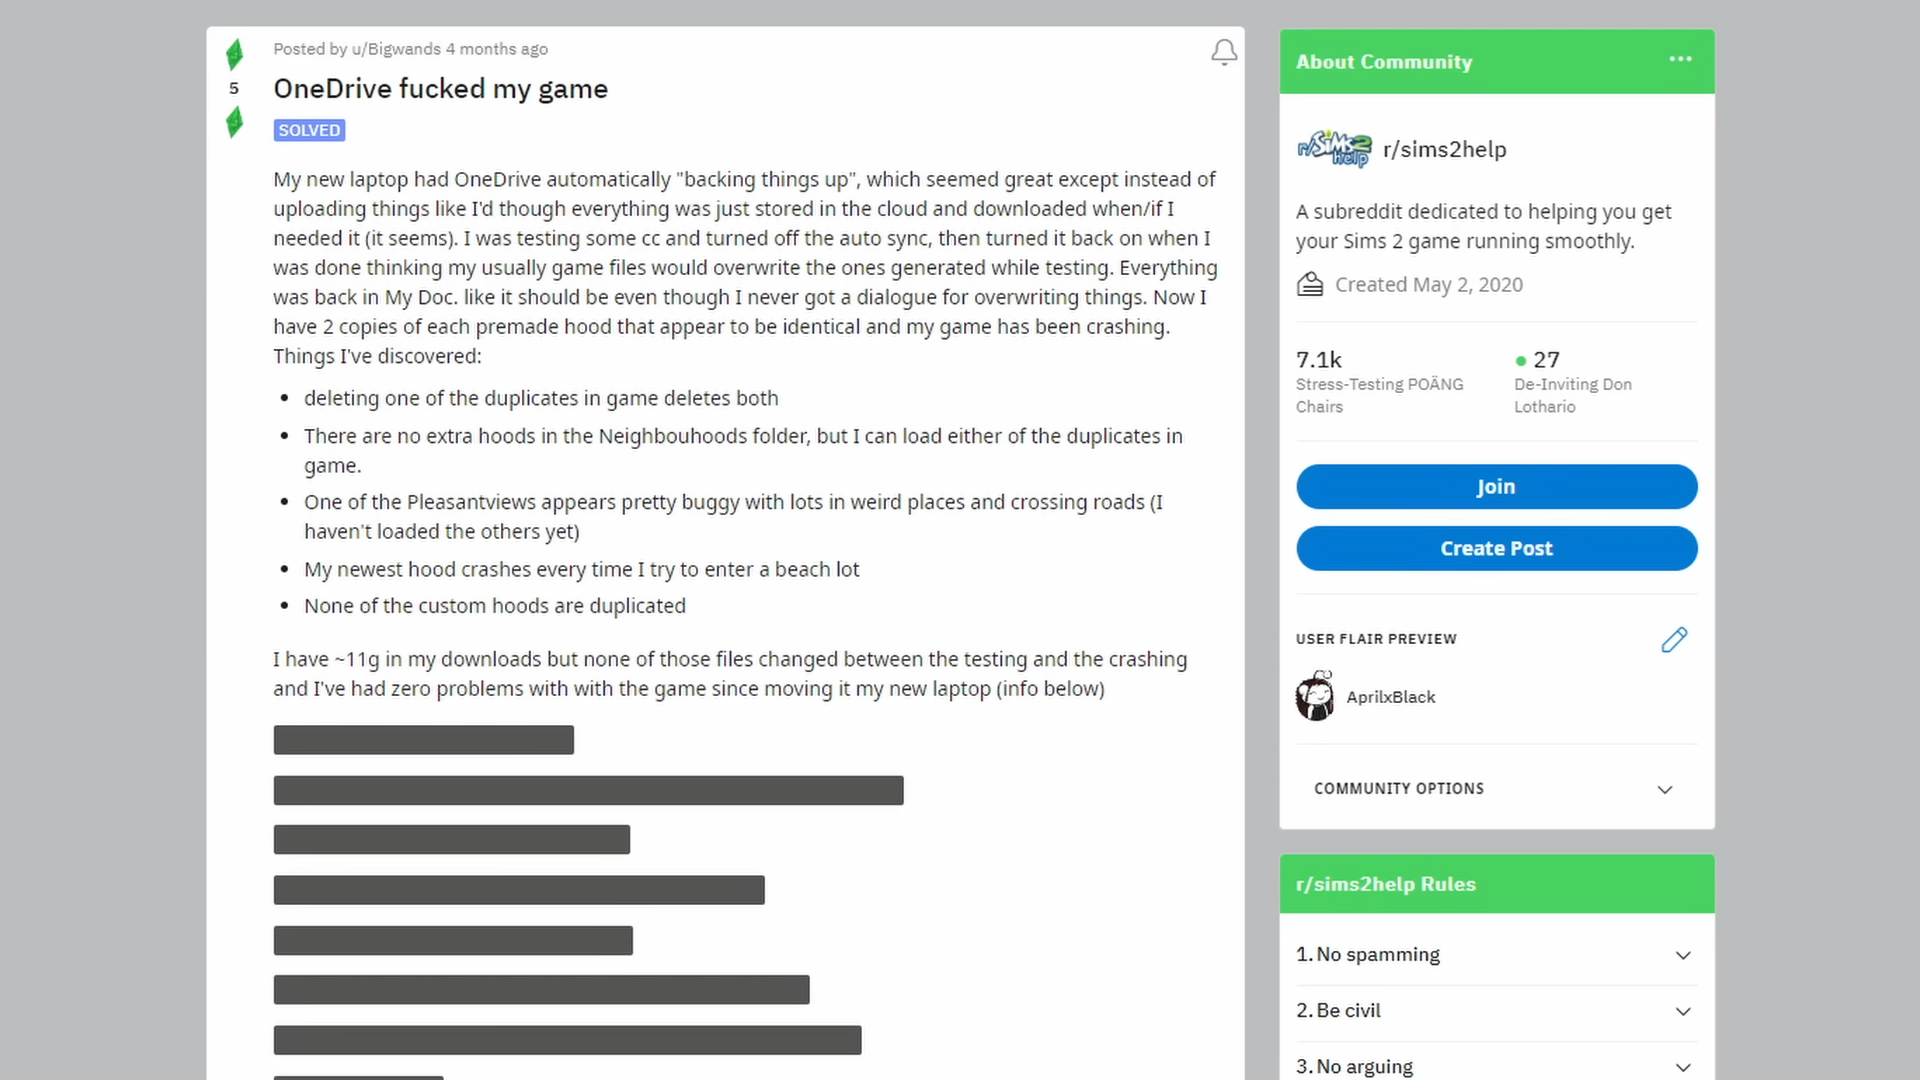 Posted by u/Bigwands 4 months ago
5
OneDrive fucked my game
SOLVED
My new laptop had OneDrive automatically "backing things up", which seemed great except instead of
uploading things like I'd though everything was just stored in the cloud and downloaded when/if I
needed it (it seems). I was testing some cc and turned off the auto sync, then turned it back on when I
was done thinking my usually game files would overwrite the ones generated while testing. Everything
was back in My Doc. like it should be even though I never got a dialogue for overwriting things. Now I
have 2 copies of each premade hood that appear to be identical and my game has been crashing.
Things I've discovered:
• deleting one of the duplicates in game deletes both
• There are no extra hoods in the Neighbouhoods folder, but I can load either of the duplicates in
game.
• One of the Pleasantviews appears pretty buggy with lots in weird places and crossing roads (I
haven't loaded the others yet)
• My newest hood crashes every time I try to enter a beach lot
• None of the custom hoods are duplicated
I have ~11g in my downloads but none of those files changed between the testing and the crashing
and I've had zero problems with with the game since moving it my new laptop (info below)
About Community
r/SiMs2 Help
r/sims2help
A subreddit dedicated to helping you get
your Sims 2 game running smoothly.
Created May 2, 2020
7.1k
Stress-Testing POÄNG
Chairs
27
De-Inviting Don
Lothario
Join
Create Post
USER FLAIR PREVIEW
AprilxBlack
COMMUNITY OPTIONS
r/sims2help Rules
1. No spamming
2. Be civil
3. No arguing